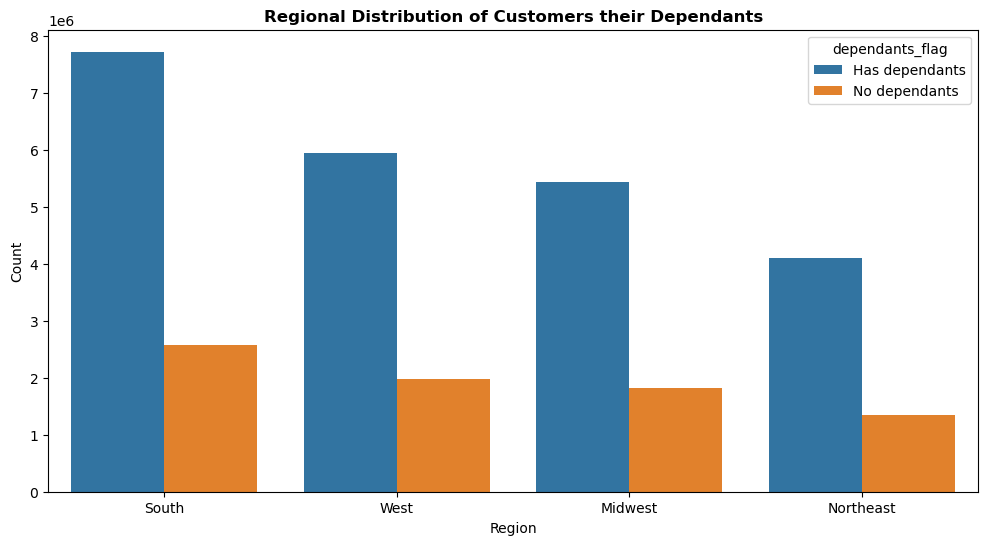 Regional Distribution of Customers their Dependants
1e6
8
7
6
5
4
3
2
1
0
Count
dependants_flag
Has dependants
No dependants
South
West
Midwest
Northeast
Region